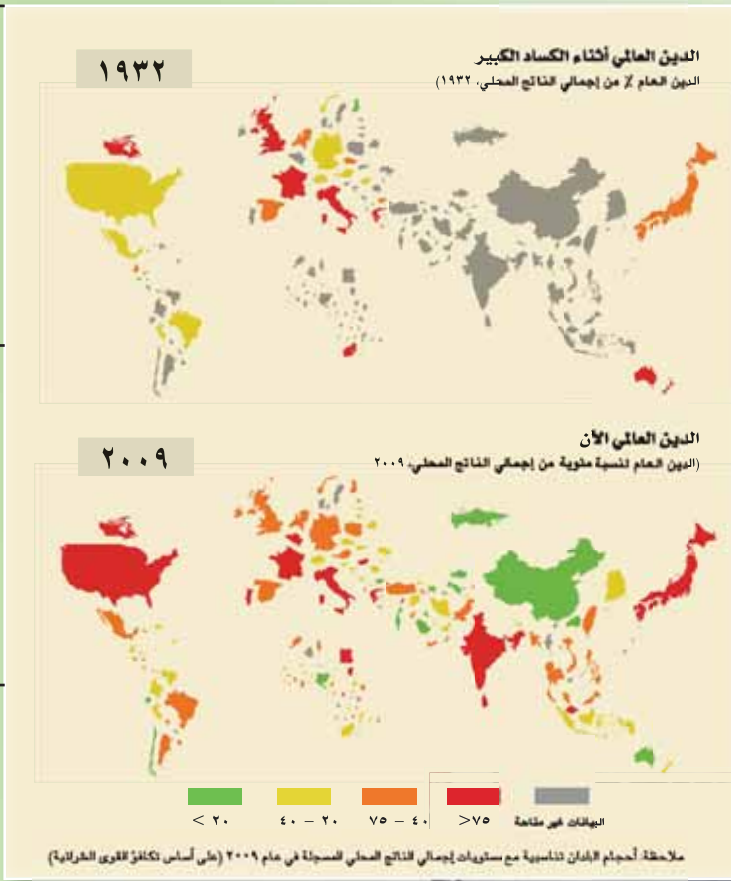 الدين العالمي أثناء الكساد الكبير
الدين العام ٪ من إجمالي الناتج المحلي، ١٩٣٢)
١٩٣٢
الدين العالمي الآن
(الدين العام لنسبة مئوية من إجمالي الناتج المحلي، ٢٠٠٩
٢٠٠٩
< ٢٠
٢٠ – ٤٠
٤٠ – ٧٥
>٧٥
البيانات غير متاحة
ملاحظة: أحجام البلدان تناسبية مع مستويات إجمالي الناتج المحلي المسجلة في عام ٢٠٠٩ (على أساس تكافؤ القوى الشرائية)